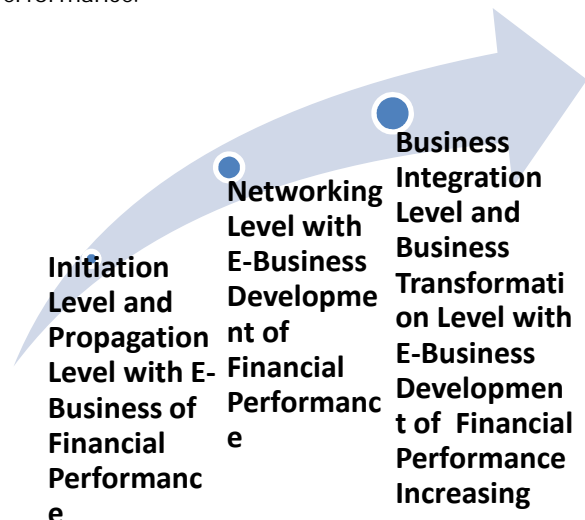 Initiation
Level and
Propagation
Level with E-
Business of
Financial
Performanc
e
Networking
Level with
E-Business
Developme
nt of
Financial
Performanc
e
Business
Integration
Level and
Business
Transformati
on Level with
E-Business
Developmen
t of Financial
Performance
Increasing